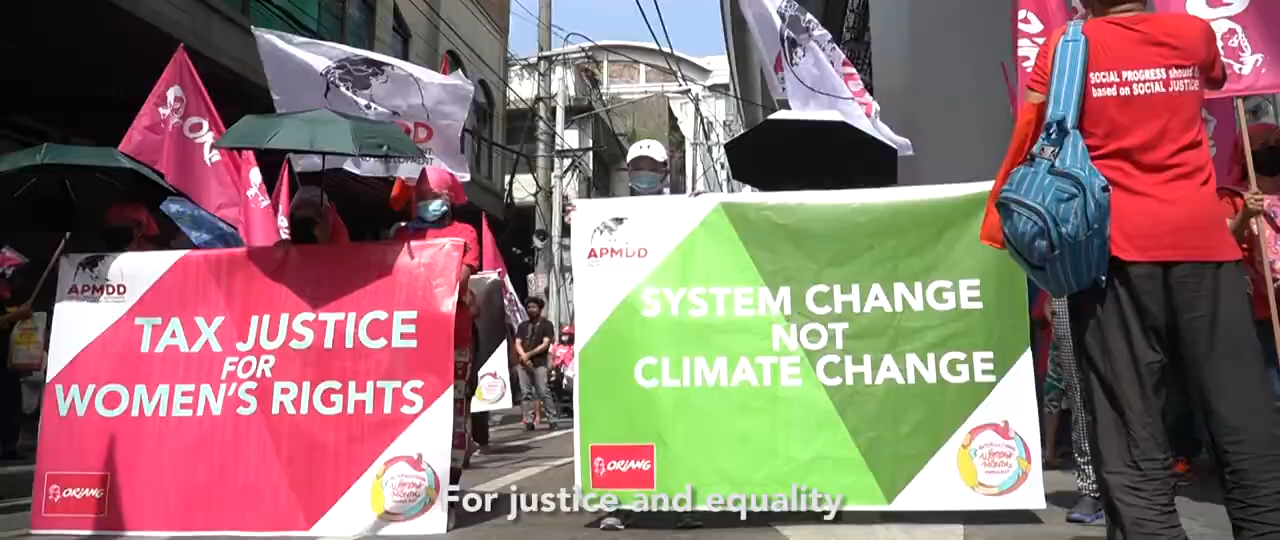 SOCIAL PROGRESS should
based on SOCIAL JUSTICE
APMDD
APMDD
TAX JUSTICE
FOR
WOMEN'S RIGHTS
SYSTEM CHANGE
NOT
CLIMATE CHANGE
ORIANG
ORIANG
For justice and equality